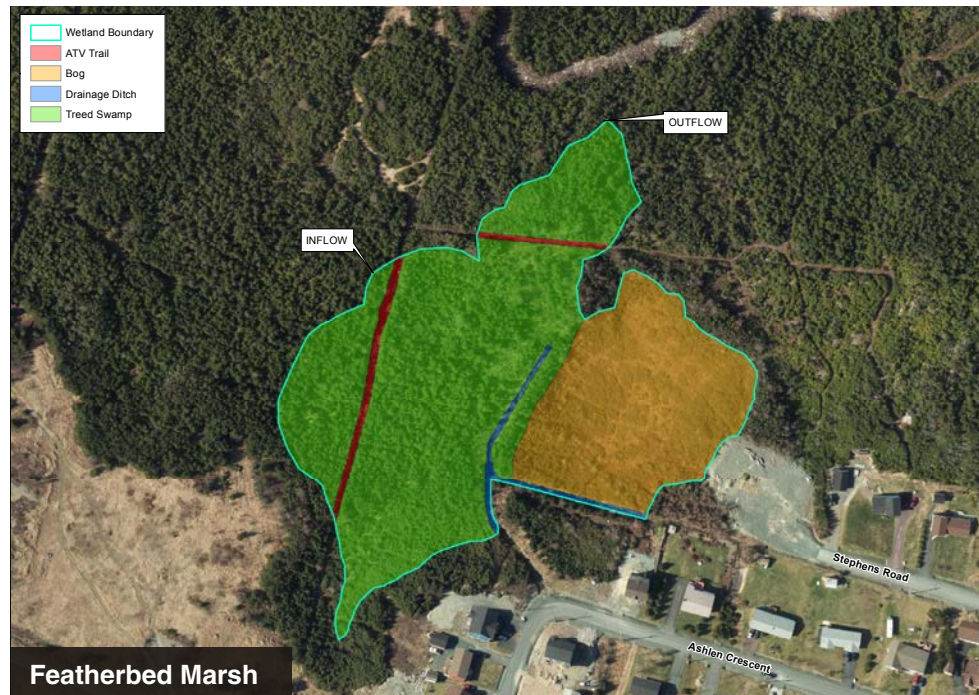 Wetland Boundary
ATV Trail
Bog
Drainage Ditch
Treed Swamp
OUTFLOW
INFLOW
Stephens Road
Ashlen Crescent
Featherbed Marsh